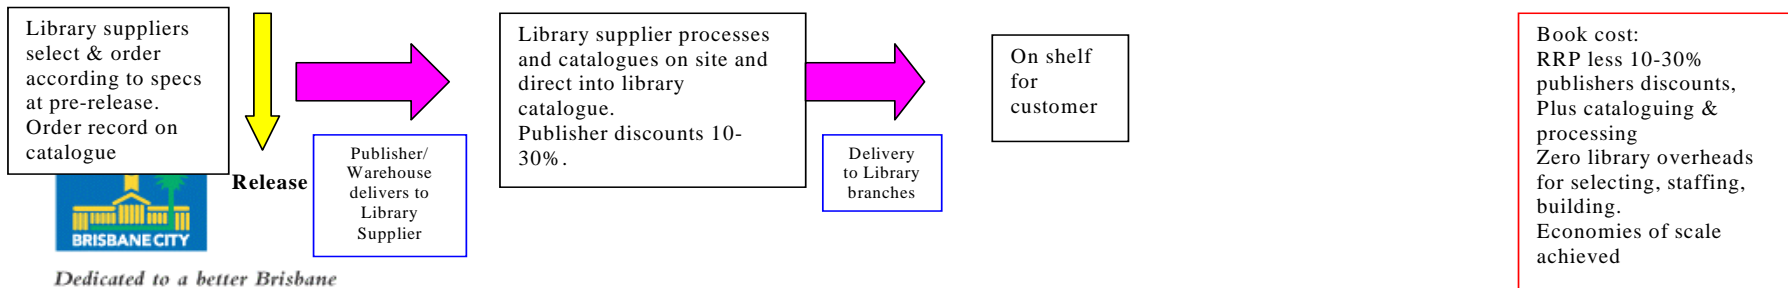 Library suppliers
select & order
according to specs
at pre-release.
Order record on
catalogue
Release
Publisher/
Warehouse
delivers to
Library
Supplier
Library supplier processes
and catalogues on site and
direct into library
catalogue.
Publisher discounts 10-
30%.
Delivery
to Library
branches
On shelf
for
customer
Book cost:
RRP less 10-30%
publishers discounts,
Plus cataloguing &
processing
Zero library overheads
for selecting, staffing,
building.
Economies of scale
achieved
BRISBANE CITY
Dedicated to a better Brisbane